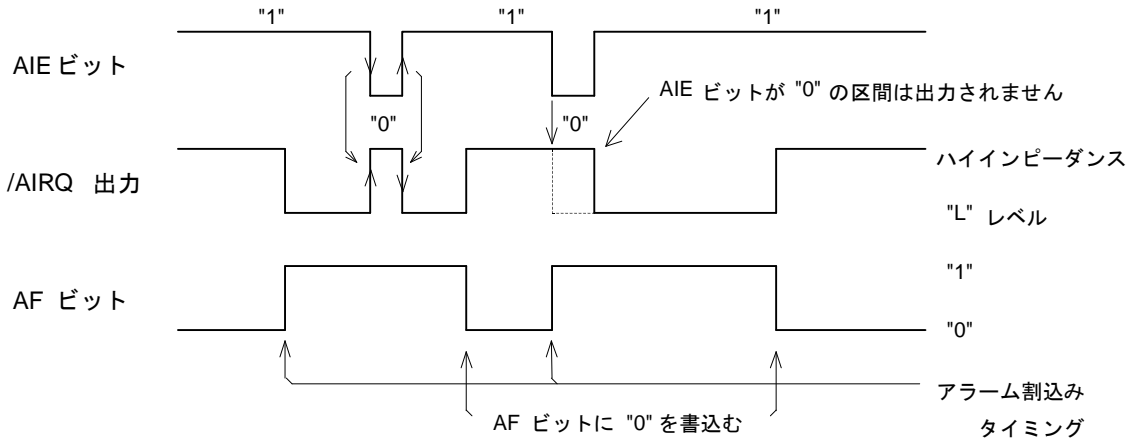 "1" "1" "1"
AIE ビット
AIE ビットが "0" の区間は出力されません
"0" "0"
ハイインピーダンス
/AIRQ 出力
"L" レベル
"1"
AF ビット
"0"
アラーム割込み
AF ビットに "0" を書込む
タイミング